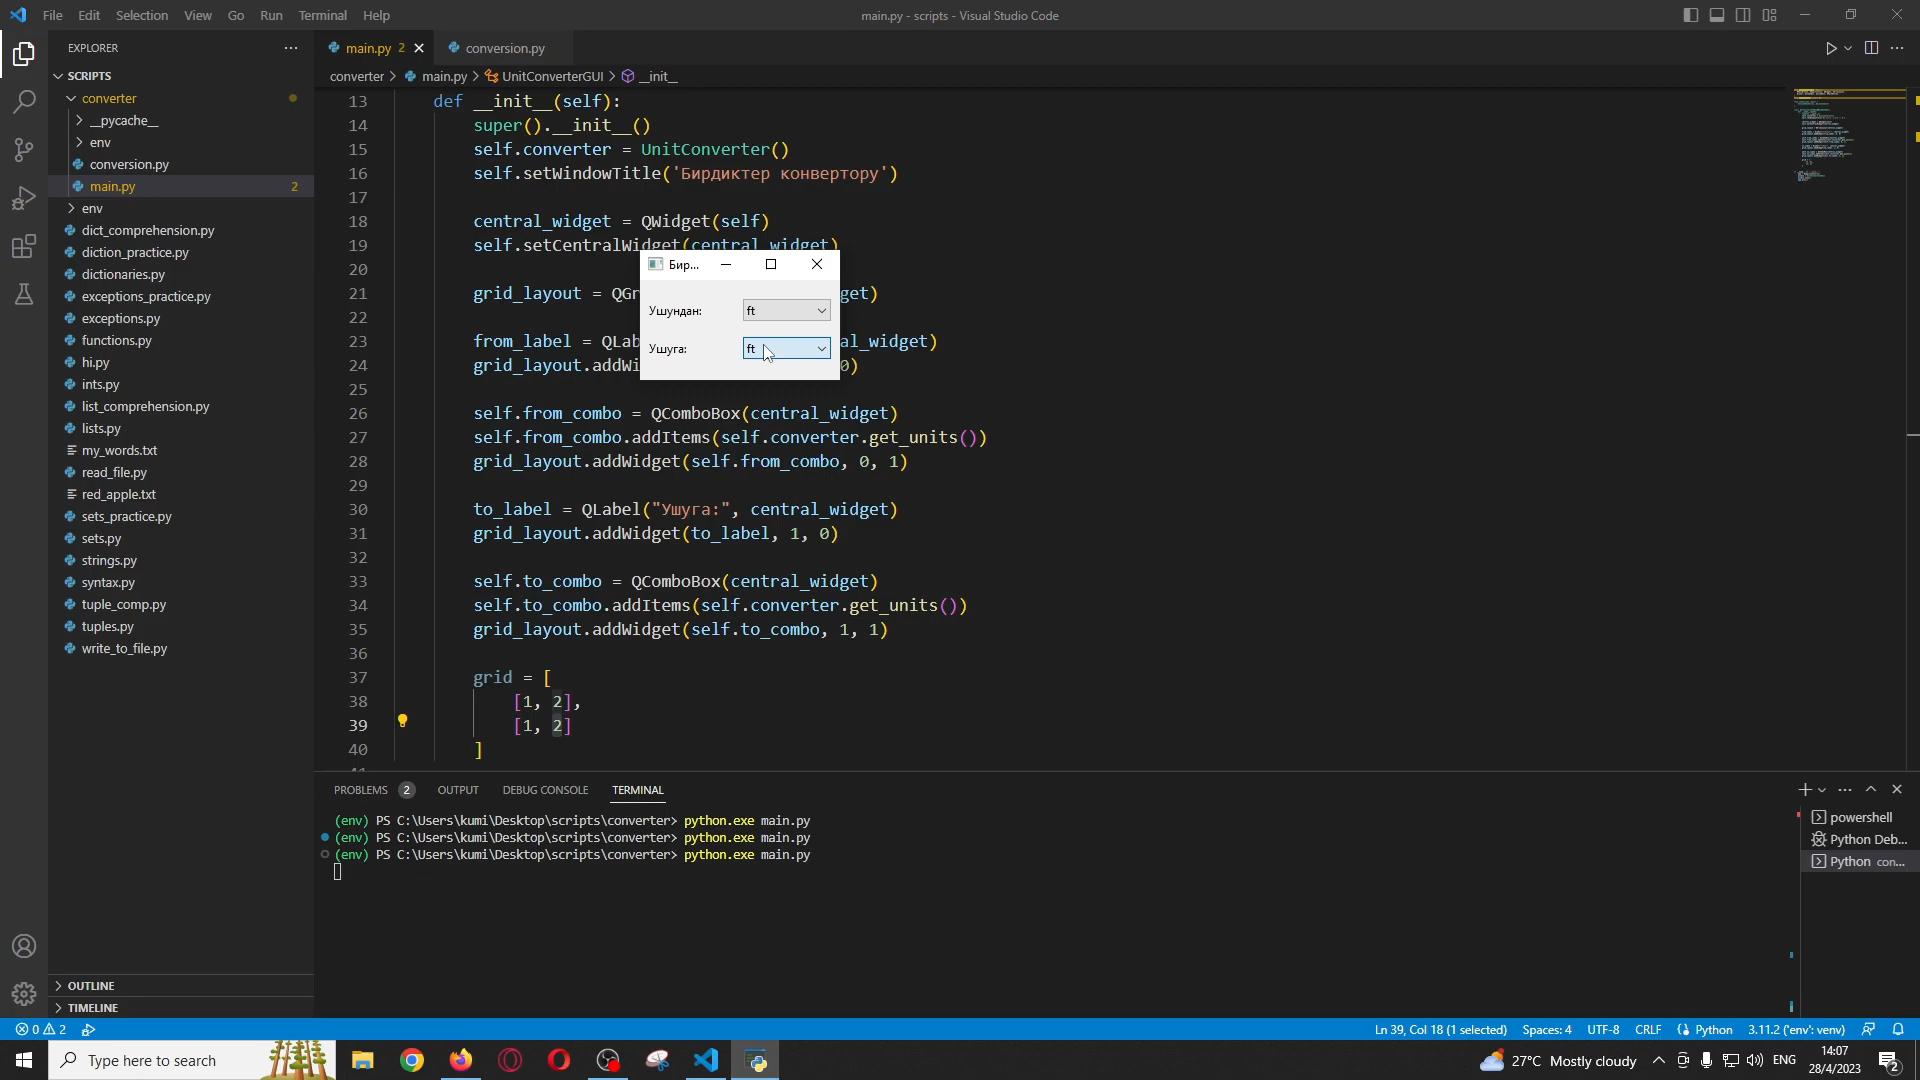 File Edit Selection View Go Run Terminal Help
main.py - scripts - Visual Studio Code
EXPLORER
SCRIPTS
converter
__pycache__
env
conversion.py
main.py 2
env
dict_comprehension.py
diction_practice.py
dictionaries.py
exceptions_practice.py
exceptions.py
functions.py
hi.py
ints.py
list_comprehension.py
lists.py
my_words.txt
read_file.py
red_apple.txt
sets_practice.py
sets.py
strings.py
syntax.py
tuple_comp.py
tuples.py
write_to_file.py
OUTLINE
TIMELINE
main.py 2
conversion.py
converter > main.py > UnitConverterGUI > __init__
13 def __init__(self):
14 super().__init__()
15 self.converter = UnitConverter()
16 self.setWindowTitle('Бирдиктер конвертору')
17
18 central_widget = QWidget(self)
19 self.setCentralWidget(central_widget)
20
21 grid_layout = QGr get)
22
23 from_label = QLab al_widget)
24 grid_layout.addWi 0)
25
26 self.from_combo = QComboBox(central_widget)
27 self.from_combo.addItems(self.converter.get_units())
28 grid_layout.addWidget(self.from_combo, 0, 1)
29
30 to_label = QLabel("Ушуга:", central_widget)
31 grid_layout.addWidget(to_label, 1, 0)
32
33 self.to_combo = QComboBox(central_widget)
34 self.to_combo.addItems(self.converter.get_units())
35 grid_layout.addWidget(self.to_combo, 1, 1)
36
37 grid = [
38 [1, 2],
39 [1, 2]
40 ]
Бир...
Ушундан: ft
Ушуга: ft
PROBLEMS 2 OUTPUT DEBUG CONSOLE TERMINAL
(env) PS C:\Users\kumi\Desktop\scripts\converter> python.exe main.py
(env) PS C:\Users\kumi\Desktop\scripts\converter> python.exe main.py
(env) PS C:\Users\kumi\Desktop\scripts\converter> python.exe main.py
powershell
Python Deb...
Python con...
0 2
Ln 39, Col 18 (1 selected) Spaces: 4 UTF-8 CRLF Python 3.11.2 ('env': venv)
Type here to search
27°C Mostly cloudy
ENG
14:07
28/4/2023
2